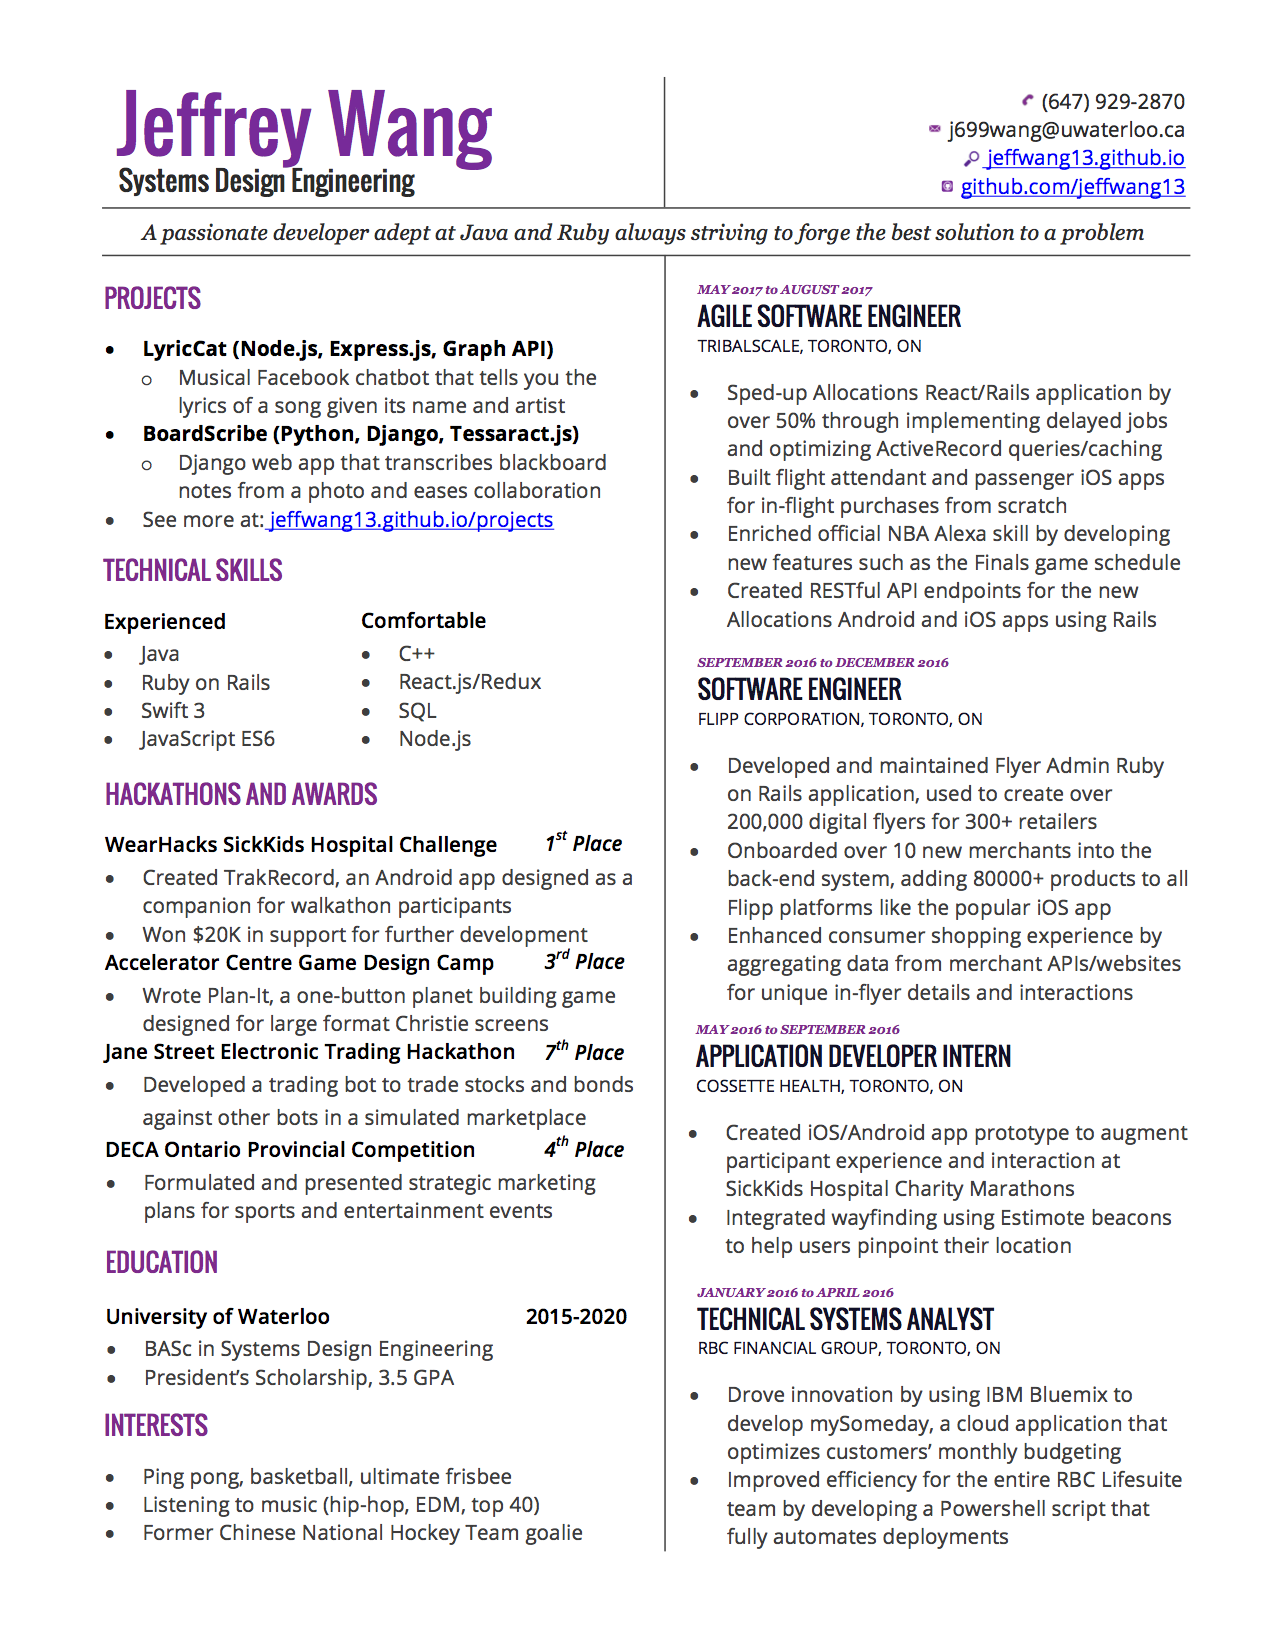 Jeffrey Wang
Systems Design Engineering
(647) 929-2870
j699wang@uwaterloo.ca
jeffwang13.github.io
github.com/jeffwang13
A passionate developer adept at Java and Ruby always striving to forge the best solution to a problem
PROJECTS
• LyricCat (Node.js, Express.js, Graph API)
o Musical Facebook chatbot that tells you the
lyrics of a song given its name and artist
• BoardScribe (Python, Django, Tessaract.js)
o Django web app that transcribes blackboard
notes from a photo and eases collaboration
• See more at: jeffwang13.github.io/projects
TECHNICAL SKILLS
Experienced
• Java
• Ruby on Rails
• Swift 3
• JavaScript ES6
Comfortable
• C++
• React.js/Redux
• SQL
• Node.js
HACKATHONS AND AWARDS
WearHacks SickKids Hospital Challenge 1st Place
• Created TrakRecord, an Android app designed as a
companion for walkathon participants
• Won $20K in support for further development
Accelerator Centre Game Design Camp 3rd Place
• Wrote Plan-It, a one-button planet building game
designed for large format Christie screens
Jane Street Electronic Trading Hackathon 7th Place
• Developed a trading bot to trade stocks and bonds
against other bots in a simulated marketplace
DECA Ontario Provincial Competition 4th Place
• Formulated and presented strategic marketing
plans for sports and entertainment events
EDUCATION
University of Waterloo 2015-2020
• BASc in Systems Design Engineering
• President’s Scholarship, 3.5 GPA
INTERESTS
• Ping pong, basketball, ultimate frisbee
• Listening to music (hip-hop, EDM, top 40)
• Former Chinese National Hockey Team goalie
MAY 2017 to AUGUST 2017
AGILE SOFTWARE ENGINEER
TRIBALSCALE, TORONTO, ON
• Sped-up Allocations React/Rails application by
over 50% through implementing delayed jobs
and optimizing ActiveRecord queries/caching
• Built flight attendant and passenger iOS apps
for in-flight purchases from scratch
• Enriched official NBA Alexa skill by developing
new features such as the Finals game schedule
• Created RESTful API endpoints for the new
Allocations Android and iOS apps using Rails
SEPTEMBER 2016 to DECEMBER 2016
SOFTWARE ENGINEER
FLIPP CORPORATION, TORONTO, ON
• Developed and maintained Flyer Admin Ruby
on Rails application, used to create over
200,000 digital flyers for 300+ retailers
• Onboarded over 10 new merchants into the
back-end system, adding 80000+ products to all
Flipp platforms like the popular iOS app
• Enhanced consumer shopping experience by
aggregating data from merchant APIs/websites
for unique in-flyer details and interactions
MAY 2016 to SEPTEMBER 2016
APPLICATION DEVELOPER INTERN
COSSETTE HEALTH, TORONTO, ON
• Created iOS/Android app prototype to augment
participant experience and interaction at
SickKids Hospital Charity Marathons
• Integrated wayfinding using Estimote beacons
to help users pinpoint their location
JANUARY 2016 to APRIL 2016
TECHNICAL SYSTEMS ANALYST
RBC FINANCIAL GROUP, TORONTO, ON
• Drove innovation by using IBM Bluemix to
develop mySomeday, a cloud application that
optimizes customers’ monthly budgeting
• Improved efficiency for the entire RBC Lifesuite
team by developing a Powershell script that
fully automates deployments